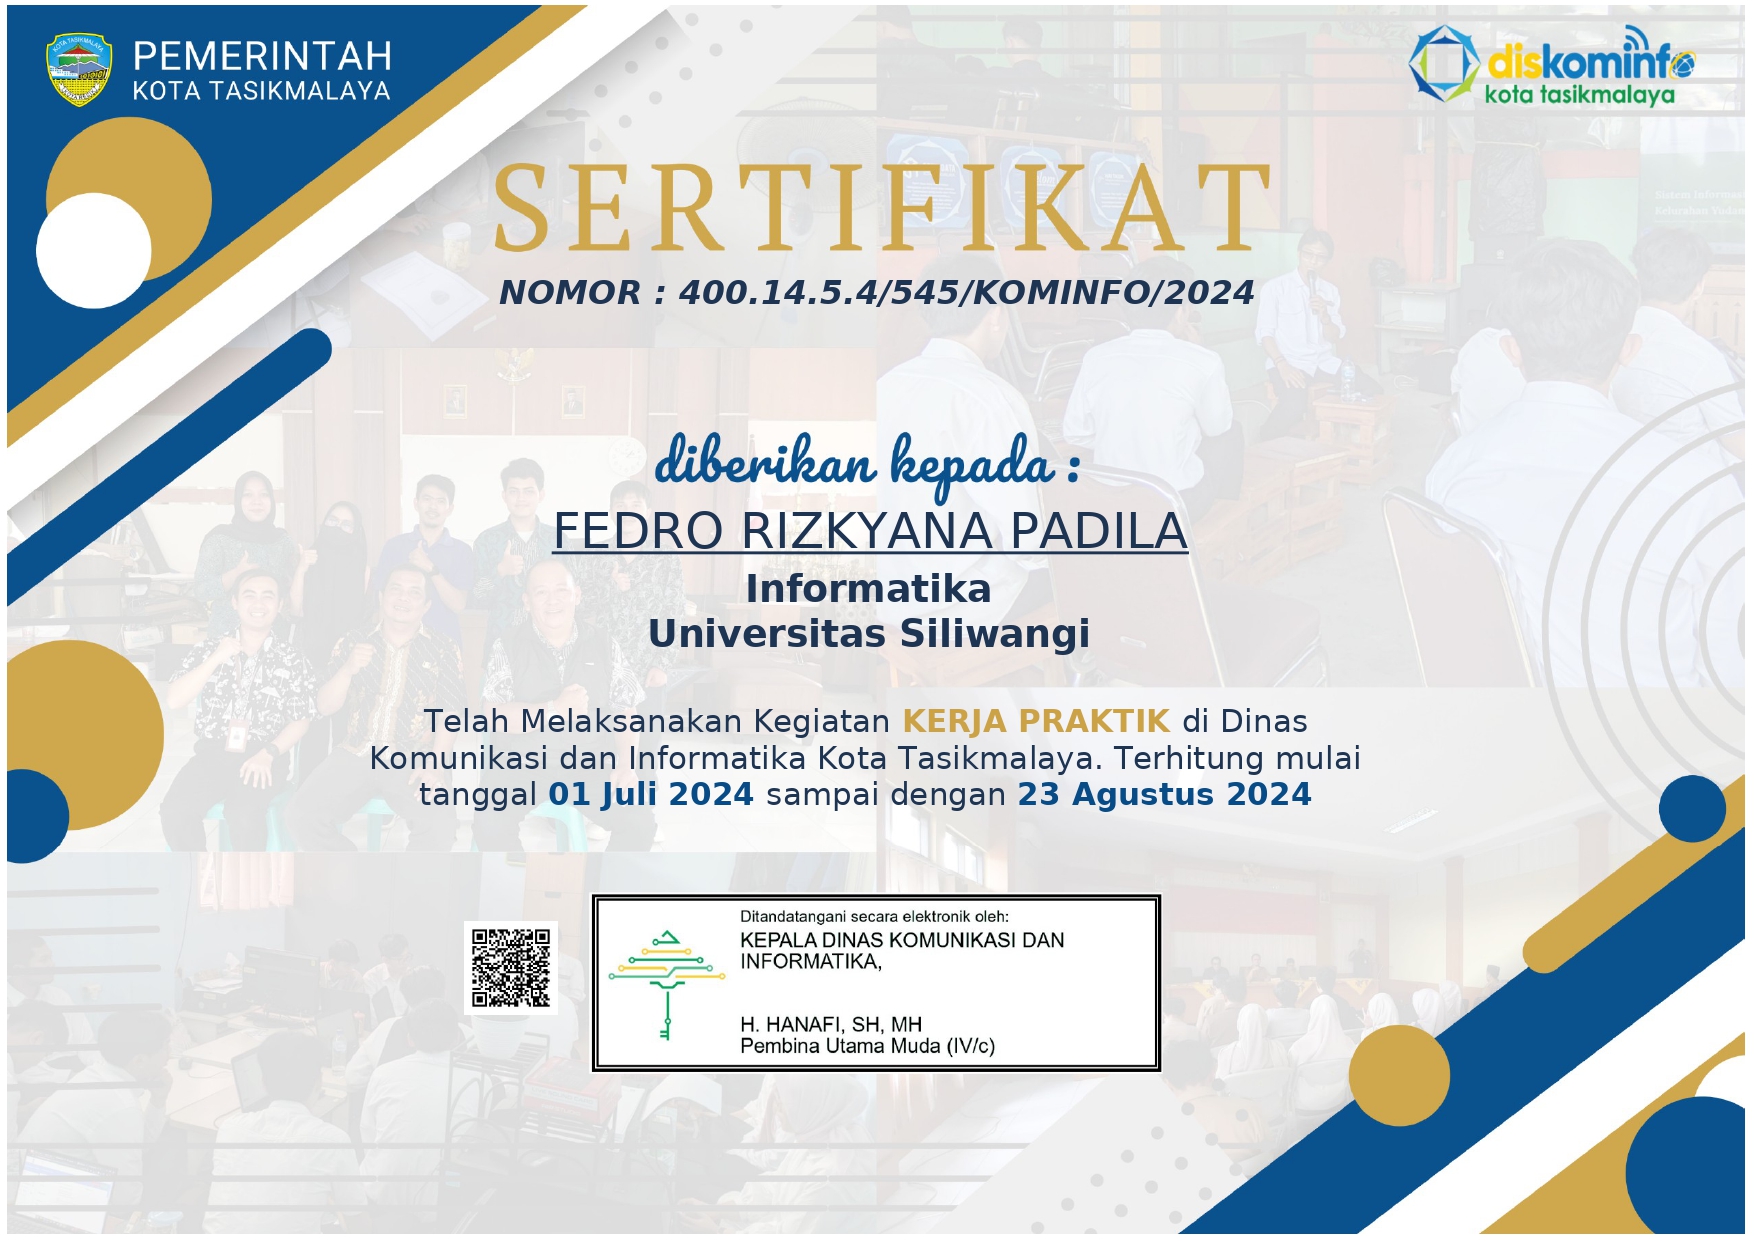 PEMERINTAH
KOTA TASIKMALAYA
diskominfo
kota tasikmalaya
SERTIFIKAT
NOMOR : 400.14.5.4/545/KOMINFO/2024
diberikan kepada :
FEDRO RIZKYANA PADILA
Informatika
Universitas Siliwangi
Telah Melaksanakan Kegiatan KERJA PRAKTIK di Dinas
Komunikasi dan Informatika Kota Tasikmalaya. Terhitung mulai
tanggal 01 Juli 2024 sampai dengan 23 Agustus 2024
Ditandatangani secara elektronik oleh:
KEPALA DINAS KOMUNIKASI DAN
INFORMATIKA,
H. HANAFI, SH, MH
Pembina Utama Muda (IV/c)